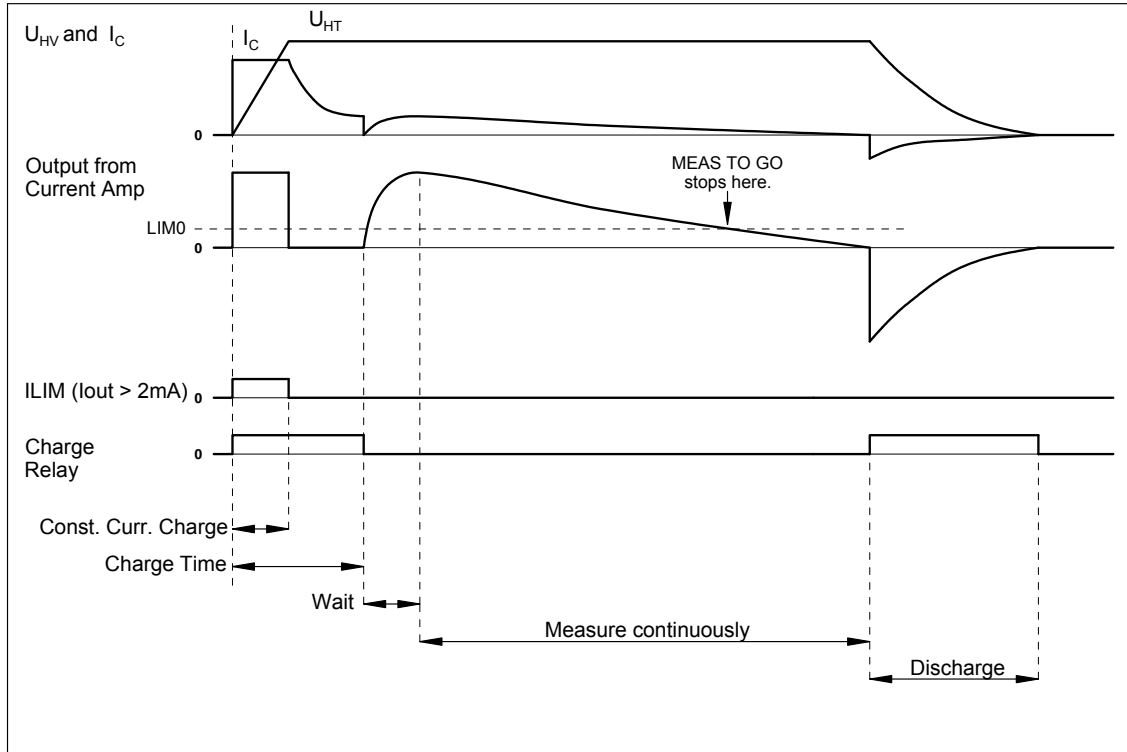 U_HV and I_C
I_C
U_HT
0
Output from
Current Amp
MEAS TO GO
stops here.
LIM0
0
ILIM (Iout > 2mA)
0
Charge
Relay
0
Const. Curr. Charge
Charge Time
Wait
Measure continuously
Discharge